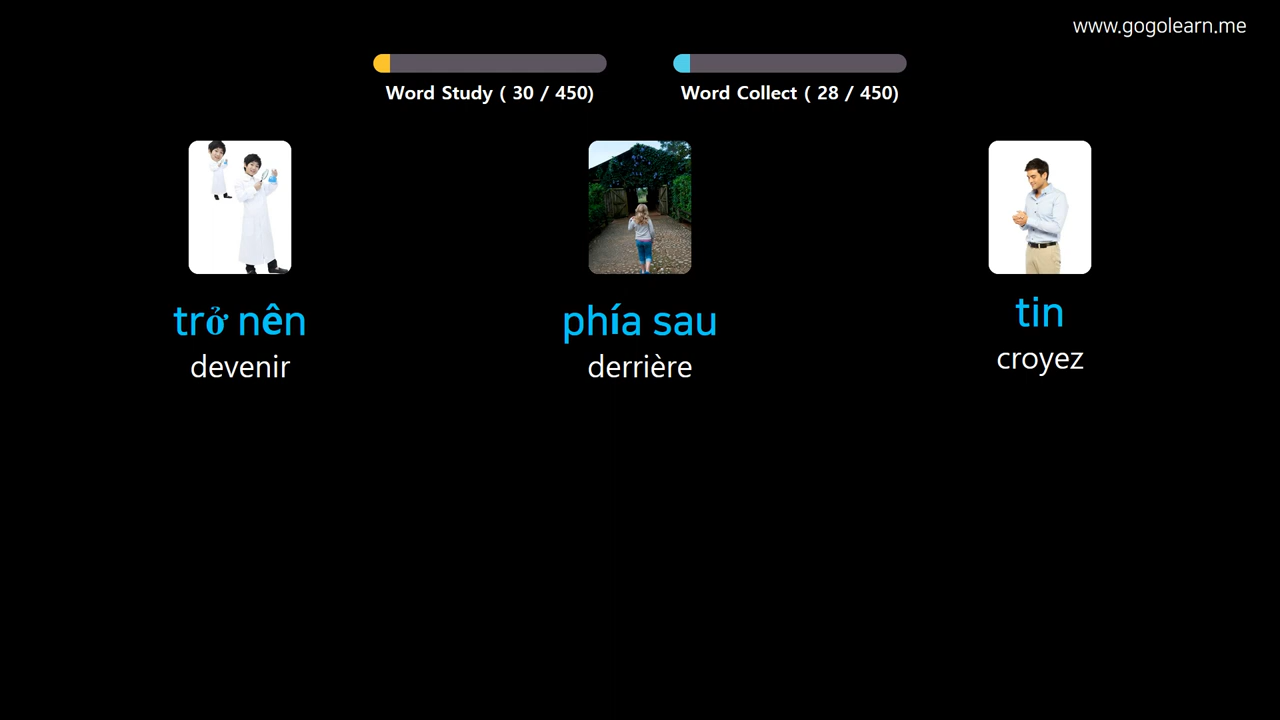 www.gogolearn.me
Word Study ( 30 / 450)
Word Collect ( 28 / 450)
trở nên
devenir
phía sau
derrière
tin
croyez